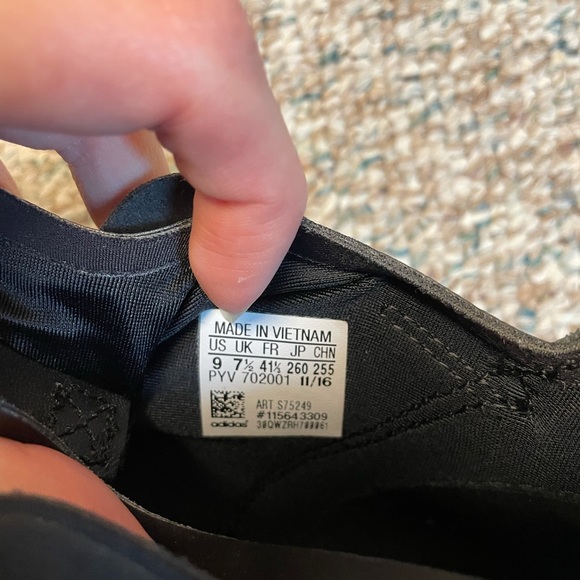 MADE IN VIETNAM
US UK FR JP CHN
9 7½ 41⅓ 260 255
PYV 702001 11/16
ART S75249
#115643309
adidas